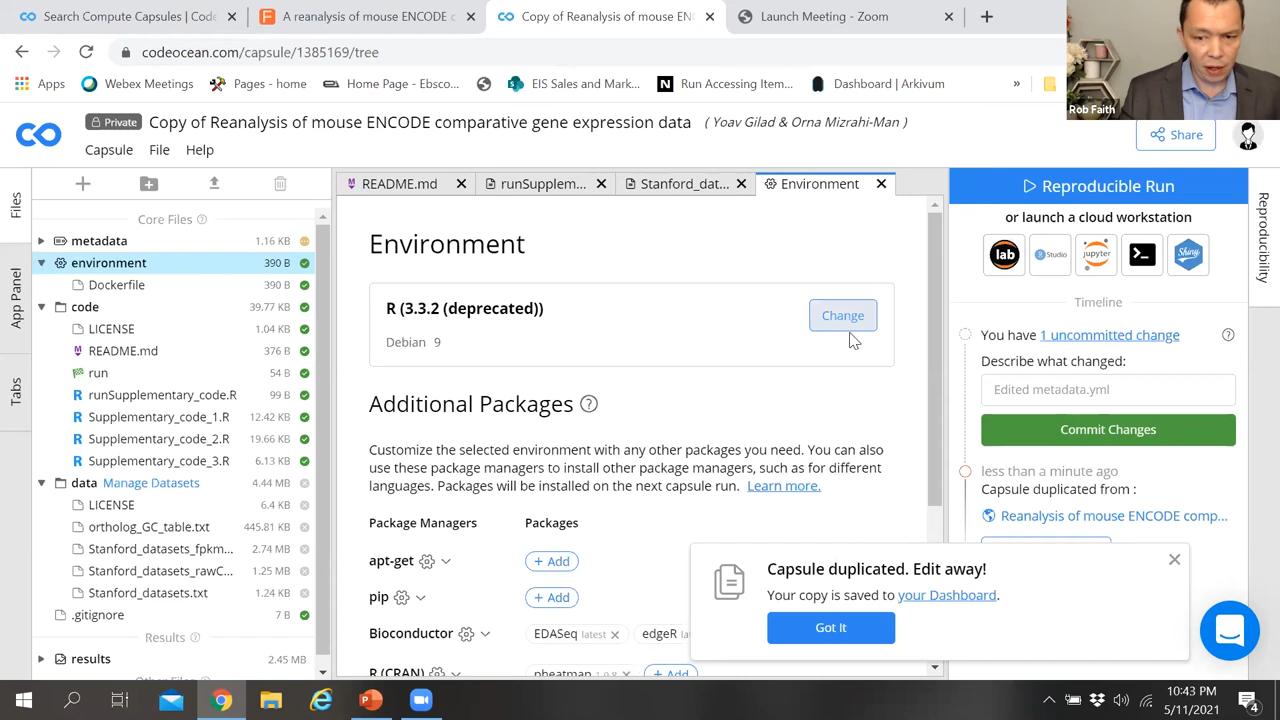 Search Compute Capsules | Cod
A reanalysis of mouse ENCODE c
Copy of Reanalysis of mouse EN
Launch Meeting - Zoom
codeocean.com/capsule/1385169/tree
Apps
Webex Meetings
Pages - home
Home Page - Ebsco...
EIS Sales and Mark...
Run Accessing Item...
Dashboard | Arkivum
»
Rob Faith
Private
Copy of Reanalysis of mouse ENCODE comparative gene expression data
( Yoav Gilad & Orna Mizrahi-Man )
Capsule
File
Help
Share
Files
App Panel
Tabs
Core Files
metadata 1.16 KB
environment 390 B
Dockerfile 390 B
code 39.77 KB
LICENSE 1.04 KB
README.md 376 B
run 54 B
runSupplementary_code.R 99 B
Supplementary_code_1.R 12.42 KB
Supplementary_code_2.R 19.66 KB
Supplementary_code_3.R 6.13 KB
data Manage Datasets 4.43 MB
LICENSE 6.4 KB
ortholog_GC_table.txt 445.81 KB
Stanford_datasets_fpkm... 2.74 MB
Stanford_datasets_rawC... 1.25 MB
Stanford_datasets.txt 1.24 KB
.gitignore 7 B
Results
results 2.45 MB
README.md
runSupplem...
Stanford_dat...
Environment
Environment
R (3.3.2 (deprecated))
Debian 9
Change
Additional Packages
Customize the selected environment with any other packages you need. You can also
use these package managers to install other package managers, such as for different
languages. Packages will be installed on the next capsule run. Learn more.
Package Managers Packages
apt-get + Add
pip + Add
Bioconductor EDASeq latest edgeR la
R (CRAN) pheatmap 1.0.8 + Add
Reproducible Run
or launch a cloud workstation
lab
Studio
jupyter
Shiny
Timeline
You have 1 uncommitted change
Describe what changed:
Edited metadata.yml
Commit Changes
less than a minute ago
Capsule duplicated from :
Reanalysis of mouse ENCODE comp...
Reproducibility
Capsule duplicated. Edit away!
Your copy is saved to your Dashboard.
Got It
10:43 PM
5/11/2021
4